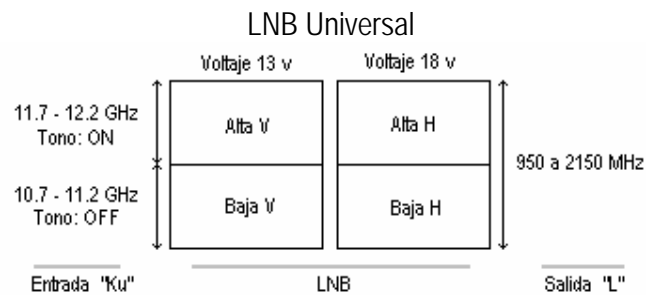 LNB Universal
Voltaje 13 v
Voltaje 18 v
11.7 - 12.2 GHz
Tono: ON
Alta V
Alta H
950 a 2150 MHz
10.7 - 11.2 GHz
Tono: OFF
Baja V
Baja H
Entrada "Ku"
LNB
Salida "L"